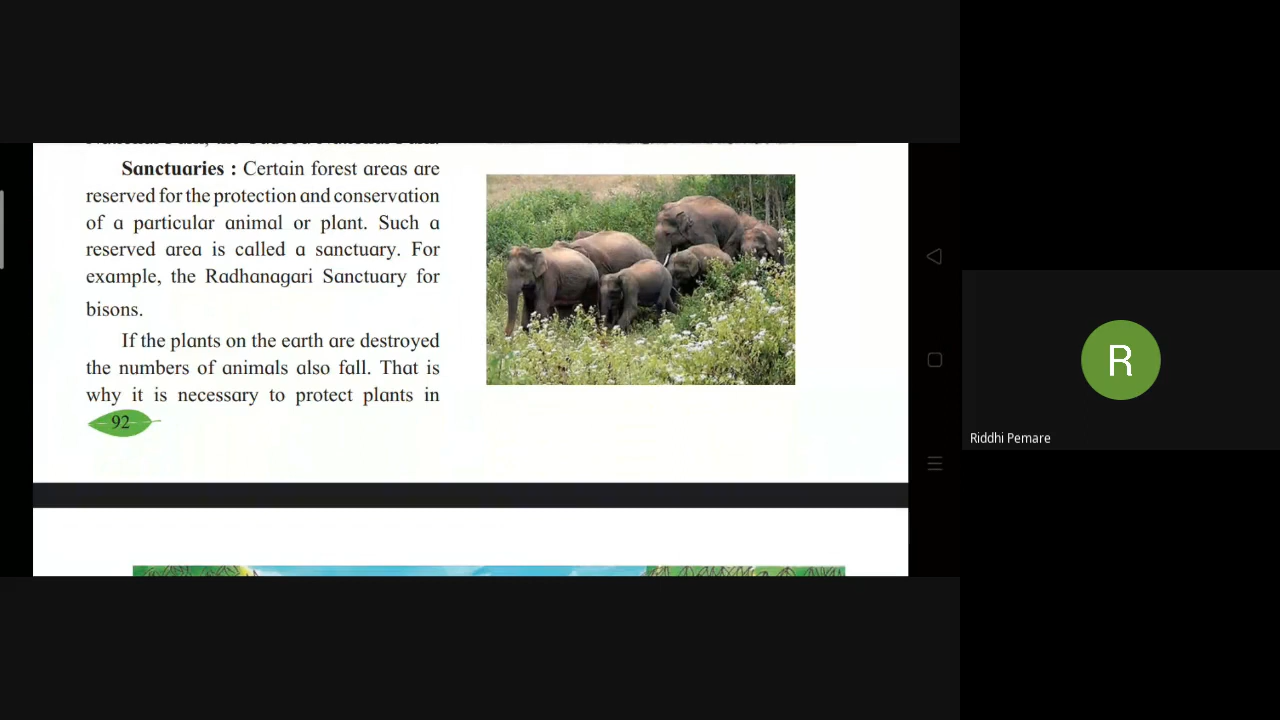 Sanctuaries : Certain forest areas are
reserved for the protection and conservation
of a particular animal or plant. Such a
reserved area is called a sanctuary. For
example, the Radhanagari Sanctuary for
bisons.
If the plants on the earth are destroyed
the numbers of animals also fall. That is
why it is necessary to protect plants in
92
R
Riddhi Pemare